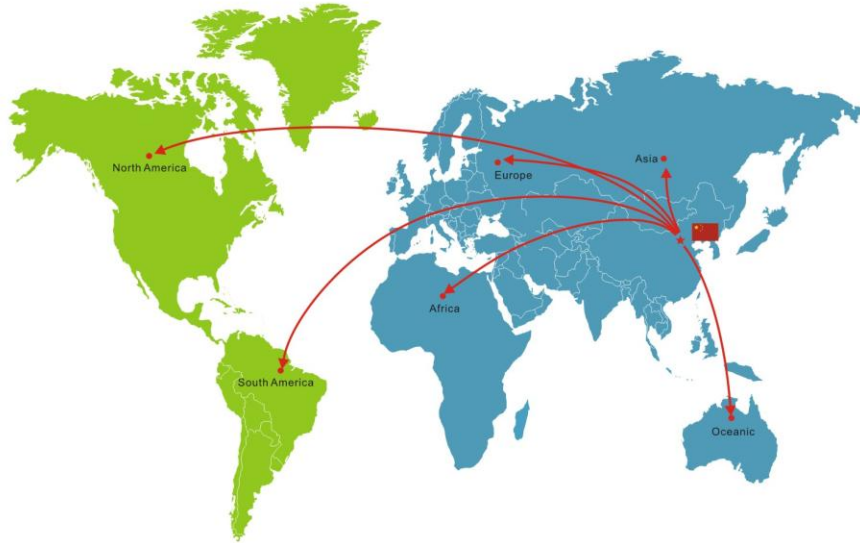 North America
Europe
Asia
Africa
South America
Oceanic